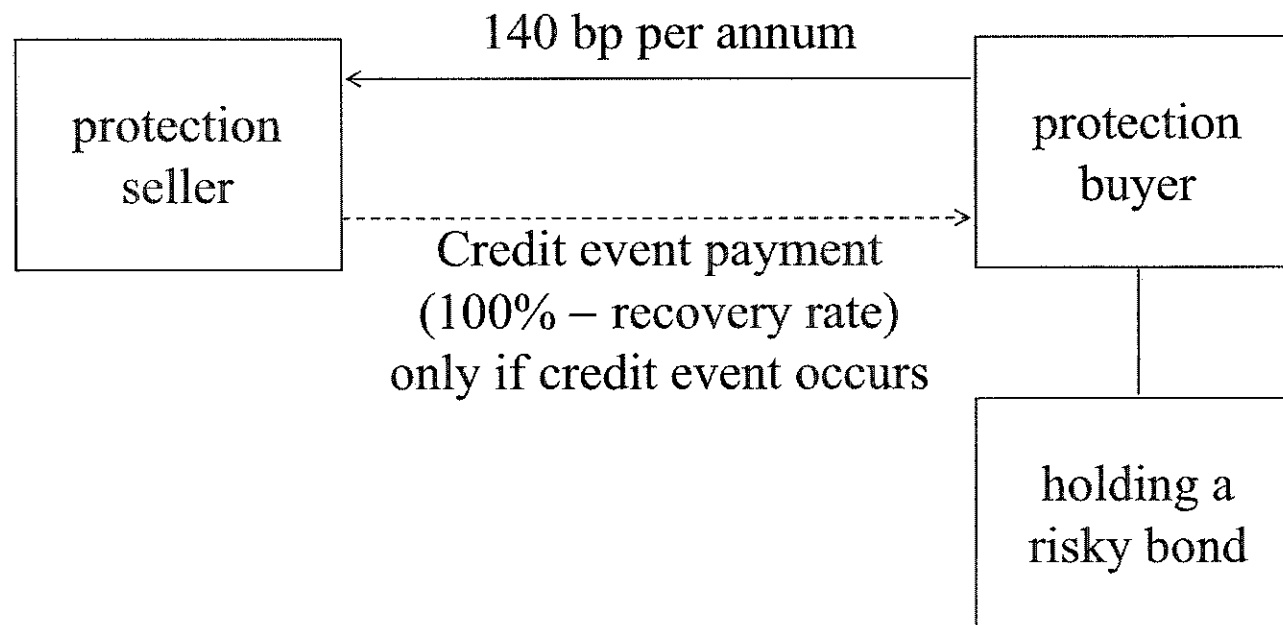 140 bp per annum
protection
seller
protection
buyer
Credit event payment
(100% – recovery rate)
only if credit event occurs
holding a
risky bond